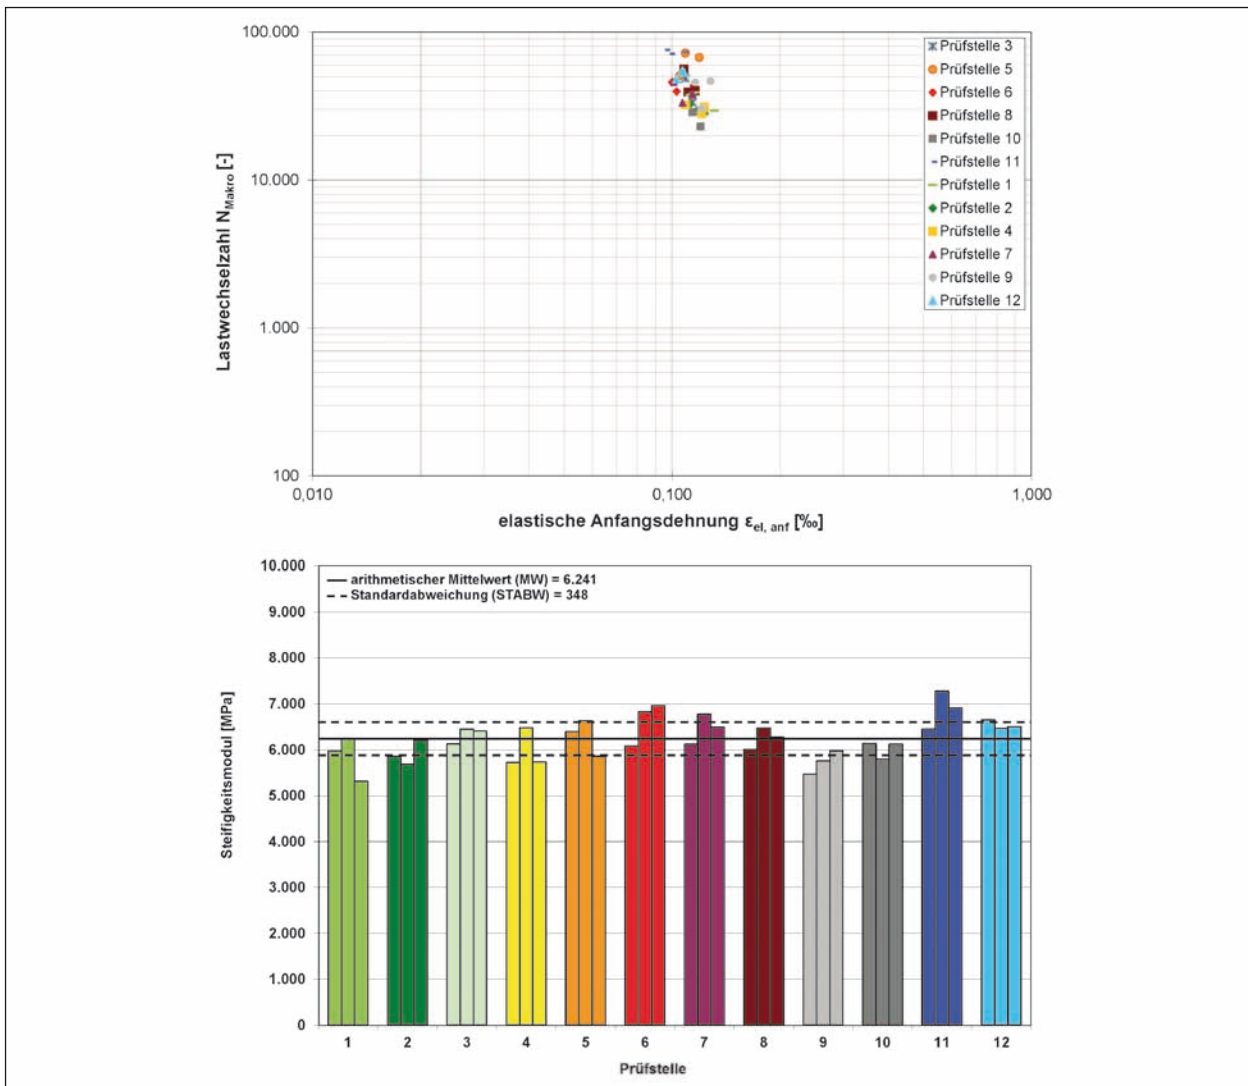 100.000
10.000
1.000
100
Lastwechselzahl N_Makro [-]
0,010
0,100
1,000
elastische Anfangsdehnung ε_el, anf [‰]
Prüfstelle 3
Prüfstelle 5
Prüfstelle 6
Prüfstelle 8
Prüfstelle 10
Prüfstelle 11
Prüfstelle 1
Prüfstelle 2
Prüfstelle 4
Prüfstelle 7
Prüfstelle 9
Prüfstelle 12
10.000
9.000
8.000
7.000
6.000
5.000
4.000
3.000
2.000
1.000
0
Steifigkeitsmodul [MPa]
arithmetischer Mittelwert (MW) = 6.241
Standardabweichung (STABW) = 348
1 2 3 4 5 6 7 8 9 10 11 12
Prüfstelle